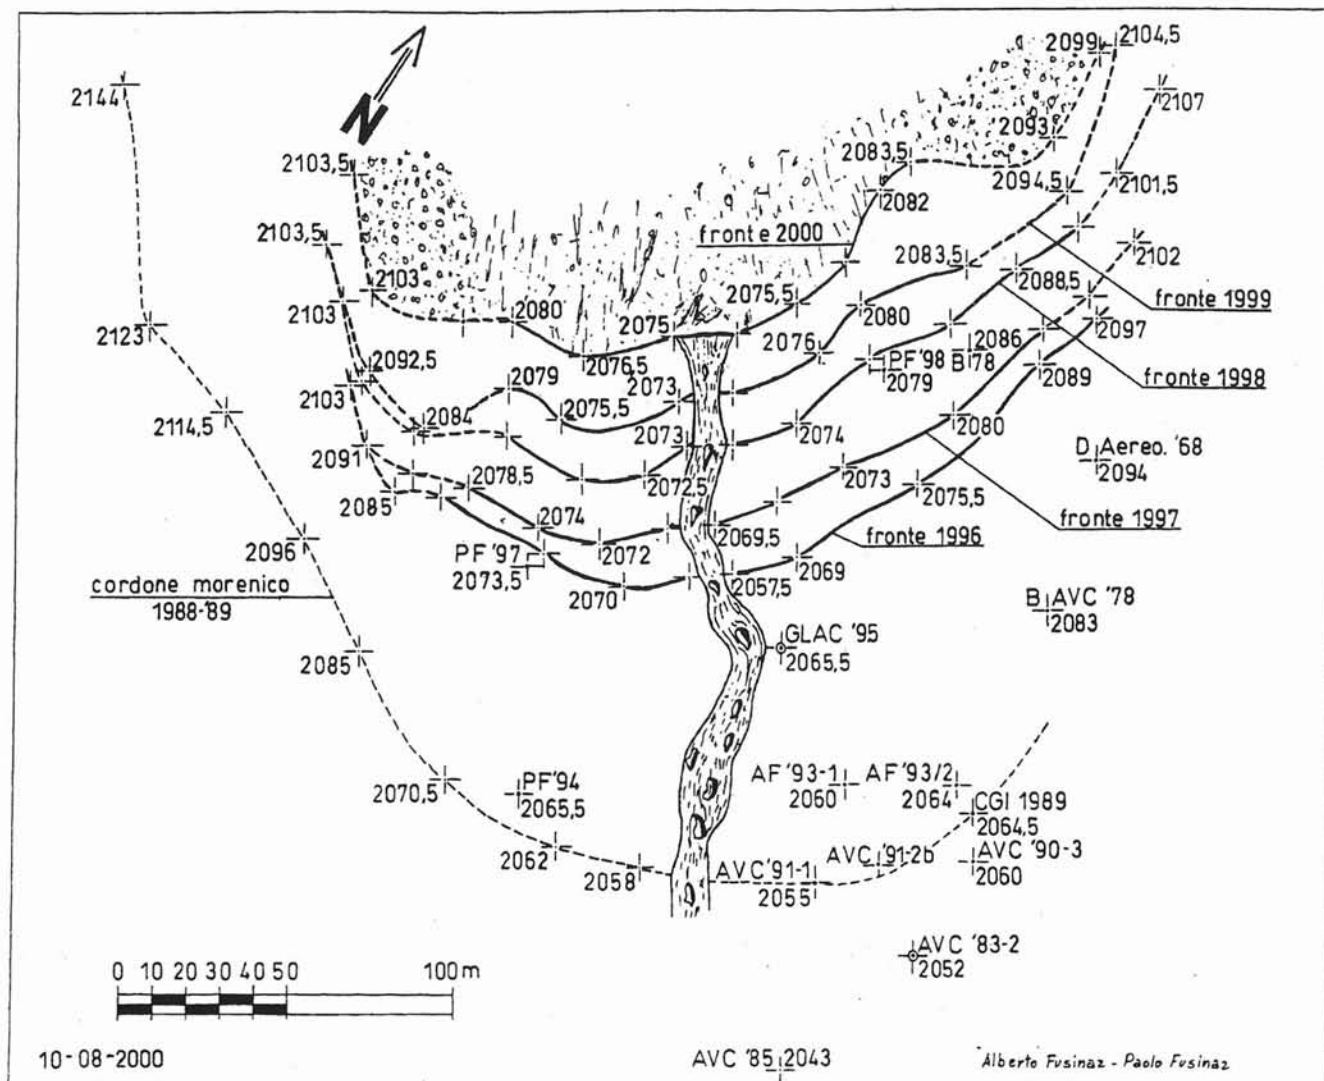 2099
2104,5
N
2144
2107
2093
2103,5
2083,5
2094,5
2101,5
2082
fronte 2000
2103,5
2083,5
2102
2103
2088,5
fronte 1999
2103
2080
2075,5
2080
2075
2097
2123
2076
2086
2076,5
PF '98
B '78
2092,5
2079
2073
2079
2089
fronte 1998
2103
2075,5
2114,5
2084
2073
2074
2080
2091
D Aereo. '68
2094
2078,5
2072,5
2073
2075,5
2085
2074
fronte 1997
2096
2072
2069,5
fronte 1996
PF '97
2073,5
2069
cordone morenico
1988-'89
2070
2057,5
B AVC '78
2083
GLAC '95
2065,5
2085
AF '93-1
2060
AF '93/2
2064
PF '94
2065,5
2070,5
CGI 1989
2064,5
2062
AVC '91-2b
AVC '90-3
2060
2058
AVC '91-1
2055
AVC '83-2
2052
0 10 20 30 40 50 100 m
10-08-2000
AVC '85 2043
Alberto Fusinaz - Paolo Fusinaz